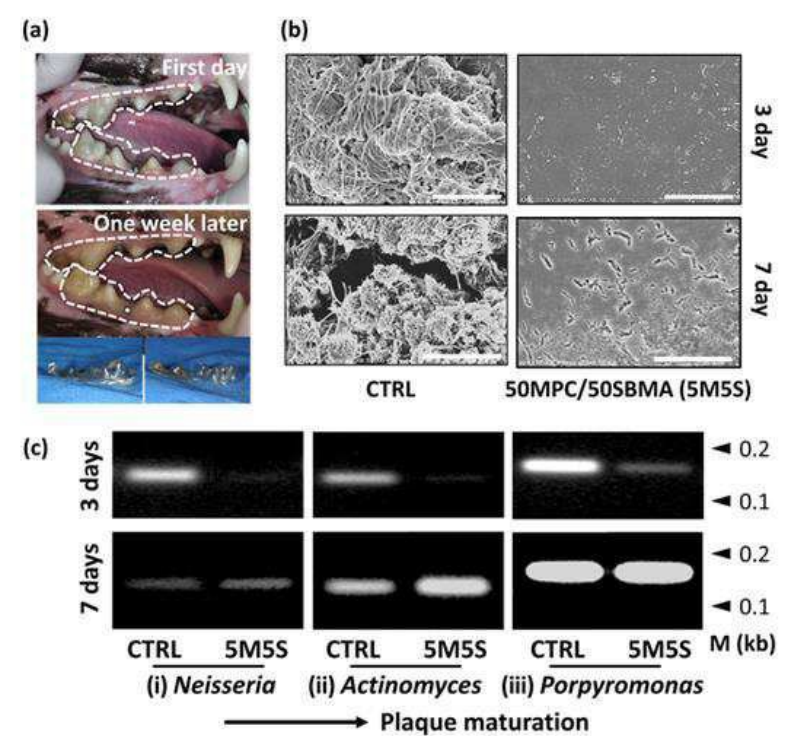 (a)
First day
One week later
(b)
3 day
7 day
CTRL
50MPC/50SBMA (5M5S)
(c)
3 days
0.2
0.1
7 days
0.2
0.1
CTRL 5M5S CTRL 5M5S CTRL 5M5S M (kb)
(i) Neisseria (ii) Actinomyces (iii) Porpyromonas
Plaque maturation